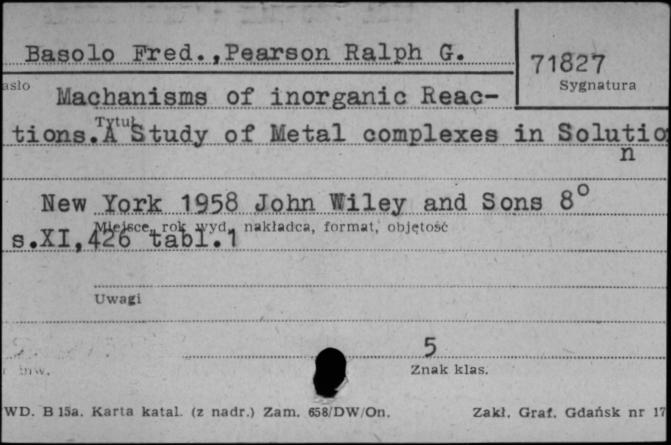 Basolo Fred.,Pearson Ralph G.
71827
Sygnatura
asło
Machanisms of inorganic Reac-
Tytuł
tions.A Study of Metal complexes in Solutio
n
New York 1958 John Wiley and Sons 8°
Miejsce, rok wyd, nakładca, format, objętość
s.XI,426 tabl.1
Uwagi
5
Znak klas.
WD. B 15a. Karta katal. (z nadr.) Zam. 658/DW/On.
Zakł. Graf. Gdańsk nr 17